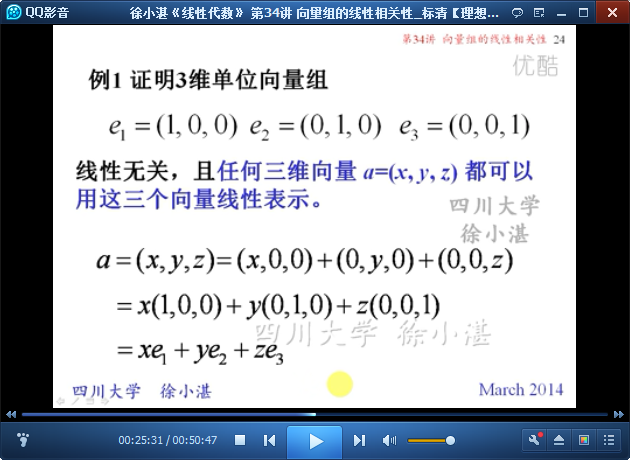 QQ影音
徐小湛《线性代数》 第34讲 向量组的线性相关性_标清〖理想...
第34讲 向量组的线性相关性 24
优酷
例1 证明3维单位向量组
e₁ = (1, 0, 0) e₂ = (0, 1, 0) e₃ = (0, 0, 1)
线性无关，且任何三维向量 a=(x, y, z) 都可以
用这三个向量线性表示。
四川大学
徐小湛
a = (x, y, z) = (x, 0, 0) + (0, y, 0) + (0, 0, z)
= x(1,0,0) + y(0,1,0) + z(0,0,1)
四川大学 徐小湛
= xe₁ + ye₂ + ze₃
四川大学 徐小湛 March 2014
00:25:31 / 00:50:47